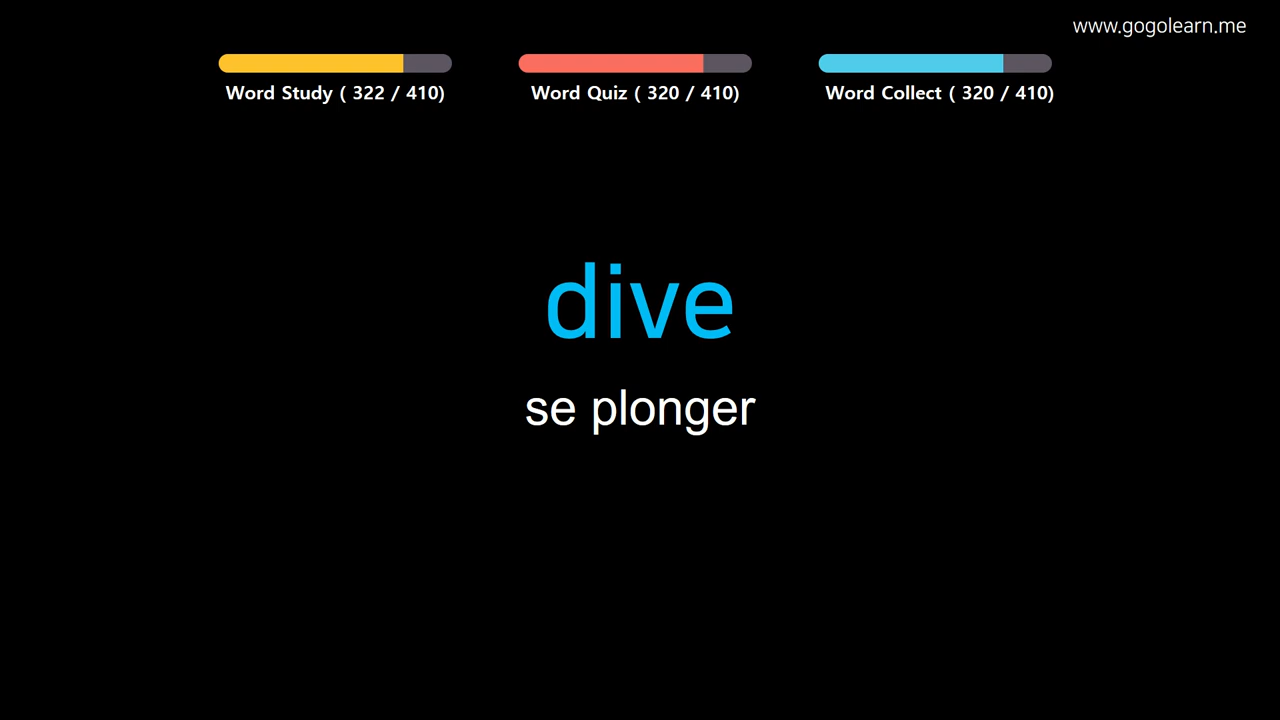 www.gogolearn.me
Word Study ( 322 / 410)
Word Quiz ( 320 / 410)
Word Collect ( 320 / 410)
dive
se plonger